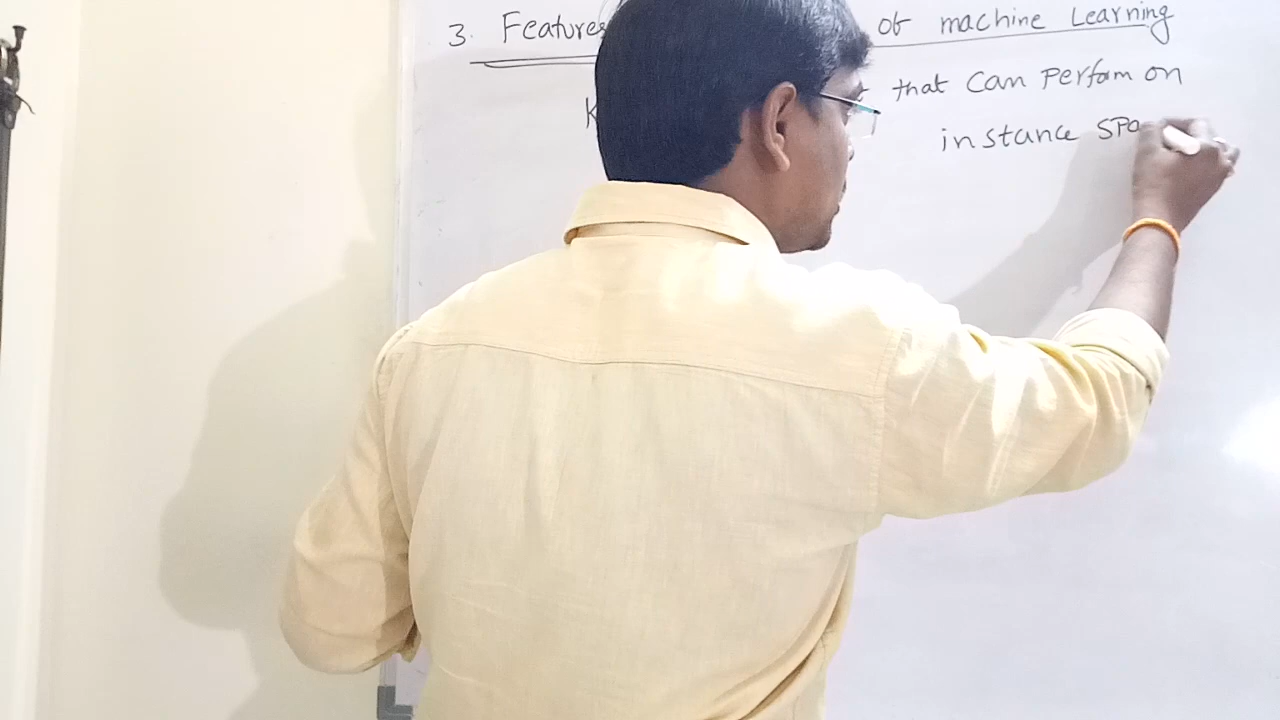 3. Features of machine Learning
K that can perform on
instance spa